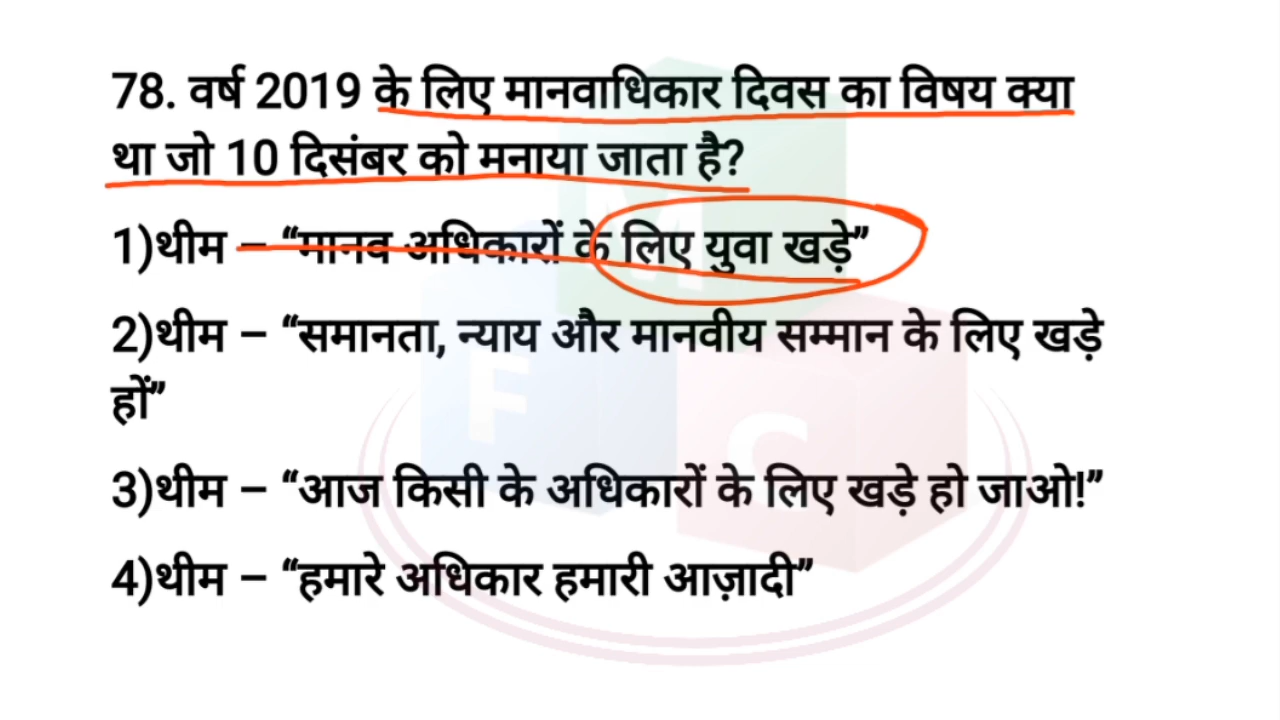 78. वर्ष 2019 के लिए मानवाधिकार दिवस का विषय क्या
था जो 10 दिसंबर को मनाया जाता है?
1)थीम – “मानव अधिकारों के लिए युवा खड़े”
2)थीम – “समानता, न्याय और मानवीय सम्मान के लिए खड़े
हों”
3)थीम – “आज किसी के अधिकारों के लिए खड़े हो जाओ!”
4)थीम – “हमारे अधिकार हमारी आज़ादी”
M
F
C